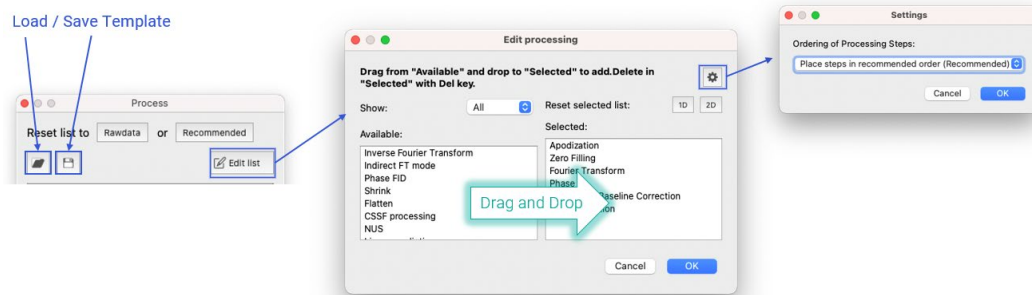 Load / Save Template
Process
Reset list to Rawdata or Recommended
Edit list
Edit processing
Drag from "Available" and drop to "Selected" to add.Delete in
"Selected" with Del key.
Show: All
Reset selected list: 1D 2D
Available:
Inverse Fourier Transform
Indirect FT mode
Phase FID
Shrink
Flatten
CSSF processing
NUS
Selected:
Apodization
Zero Filling
Fourier Transform
Phase
Baseline Correction
Drag and Drop
Cancel OK
Settings
Ordering of Processing Steps:
Place steps in recommended order (Recommended)
Cancel OK